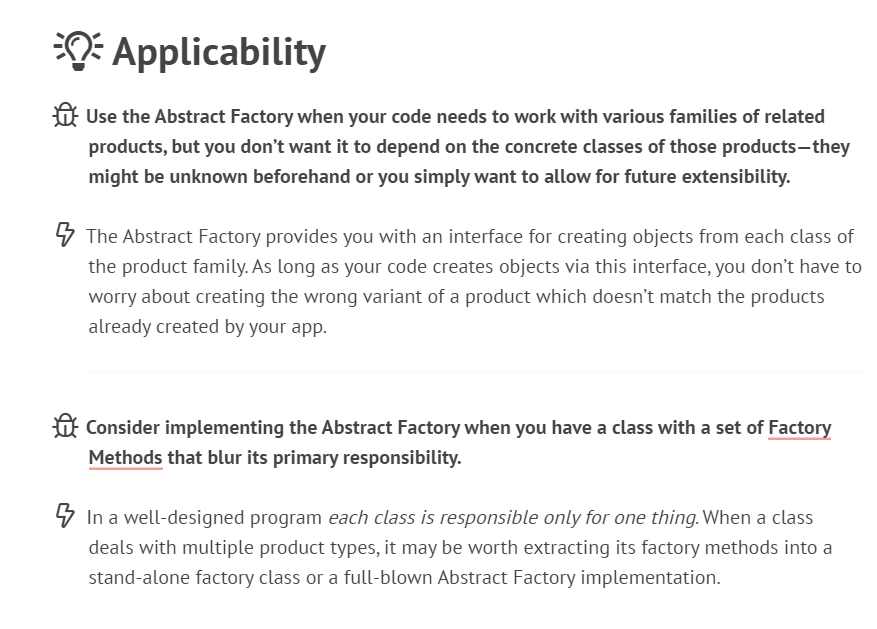 Applicability
Use the Abstract Factory when your code needs to work with various families of related
products, but you don’t want it to depend on the concrete classes of those products—they
might be unknown beforehand or you simply want to allow for future extensibility.
The Abstract Factory provides you with an interface for creating objects from each class of
the product family. As long as your code creates objects via this interface, you don’t have to
worry about creating the wrong variant of a product which doesn’t match the products
already created by your app.
Consider implementing the Abstract Factory when you have a class with a set of Factory
Methods that blur its primary responsibility.
In a well-designed program each class is responsible only for one thing. When a class
deals with multiple product types, it may be worth extracting its factory methods into a
stand-alone factory class or a full-blown Abstract Factory implementation.